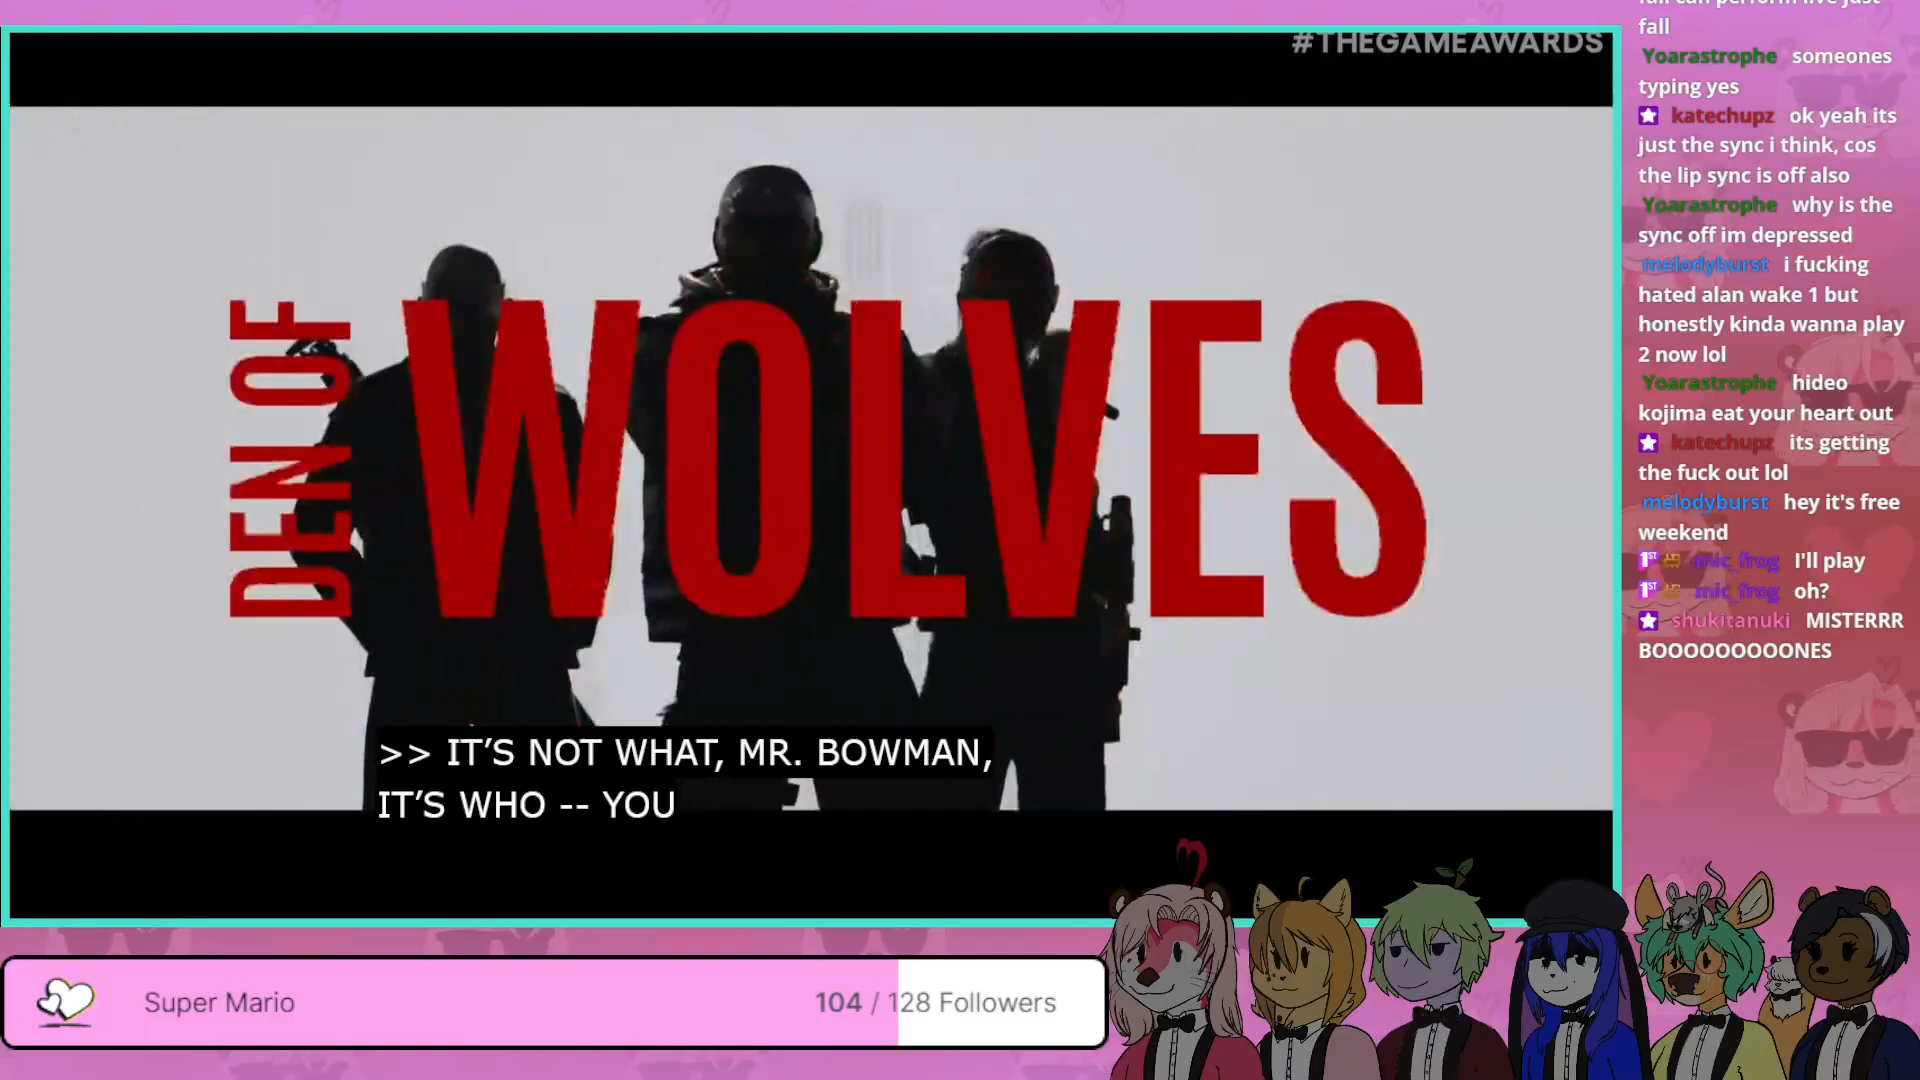 #THEGAMEAWARDS
DEN OF
WOLVES
>> IT'S NOT WHAT, MR. BOWMAN,
IT'S WHO -- YOU
Super Mario
104 / 128 Followers
fall
Yoarastrophe someones
typing yes
katechupz ok yeah its
just the sync i think, cos
the lip sync is off also
Yoarastrophe why is the
sync off im depressed
melodyburst i fucking
hated alan wake 1 but
honestly kinda wanna play
2 now lol
Yoarastrophe hideo
kojima eat your heart out
katechupz its getting
the fuck out lol
melodyburst hey it's free
weekend
1ST mic_frog I'll play
1ST mic_frog oh?
shukitanuki MISTERRR
BOOOOOOOOONES